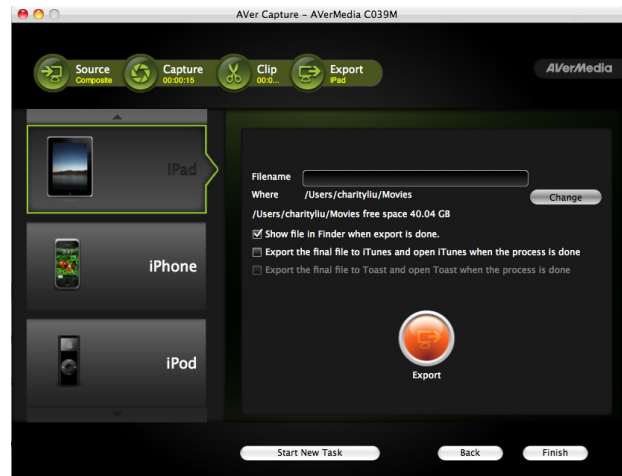 AVer Capture - AVerMedia C039M
Source
Composite
Capture
00:00:15
Clip
00:0...
Export
iPad
AVerMedia
iPad
iPhone
iPod
Filename
Where /Users/charityliu/Movies
Change
/Users/charityliu/Movies free space 40.04 GB
Show file in Finder when export is done.
Export the final file to iTunes and open iTunes when the process is done
Export the final file to Toast and open Toast when the process is done
Export
Start New Task
Back
Finish